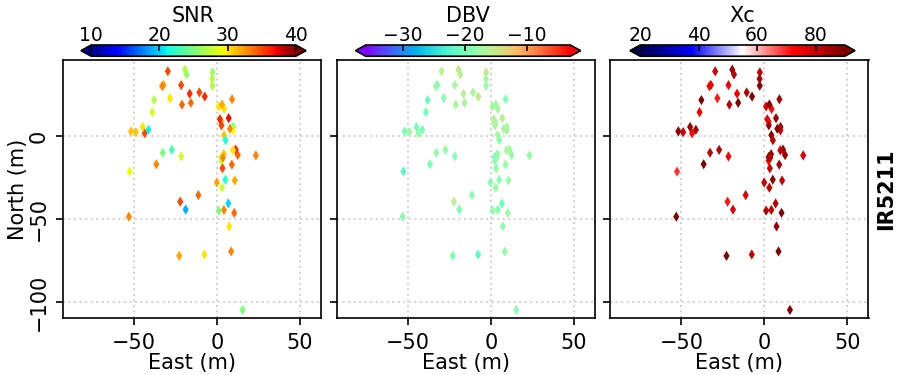 SNR DBV Xc
10 20 30 40 −30 −20 −10 20 40 60 80
North (m)
0
−50
−100
IR5211
−50 0 50 −50 0 50 −50 0 50
East (m) East (m) East (m)